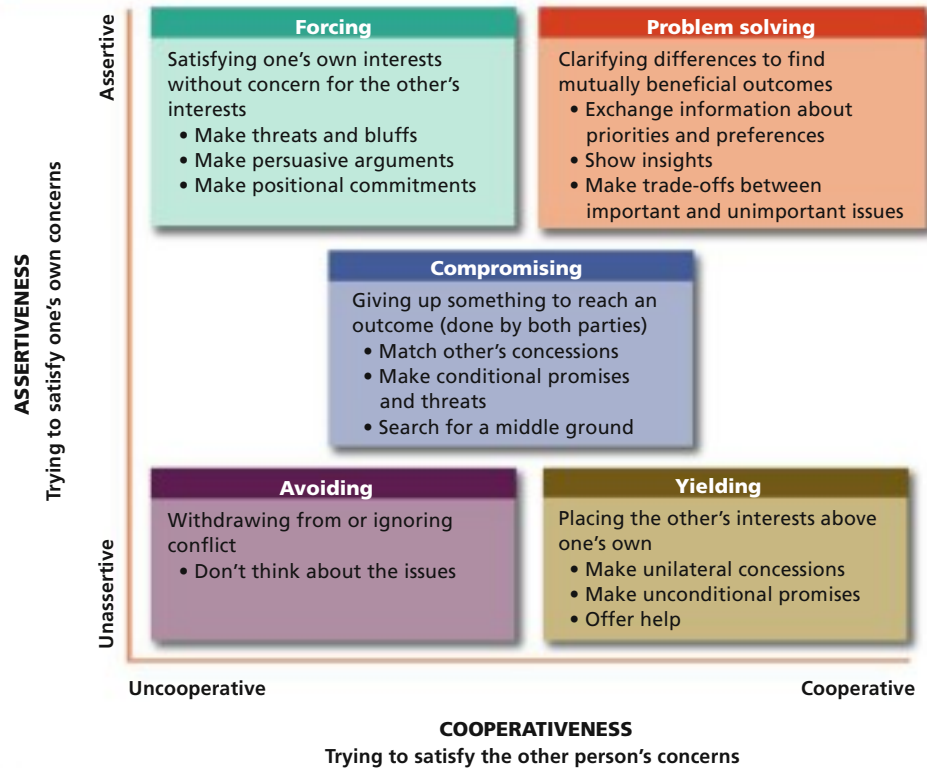 ASSERTIVENESS
Trying to satisfy one's own concerns
Assertive
Unassertive
Forcing
Satisfying one's own interests
without concern for the other's
interests
• Make threats and bluffs
• Make persuasive arguments
• Make positional commitments
Problem solving
Clarifying differences to find
mutually beneficial outcomes
• Exchange information about
priorities and preferences
• Show insights
• Make trade-offs between
important and unimportant issues
Compromising
Giving up something to reach an
outcome (done by both parties)
• Match other's concessions
• Make conditional promises
and threats
• Search for a middle ground
Avoiding
Withdrawing from or ignoring
conflict
• Don't think about the issues
Yielding
Placing the other's interests above
one's own
• Make unilateral concessions
• Make unconditional promises
• Offer help
Uncooperative
Cooperative
COOPERATIVENESS
Trying to satisfy the other person's concerns